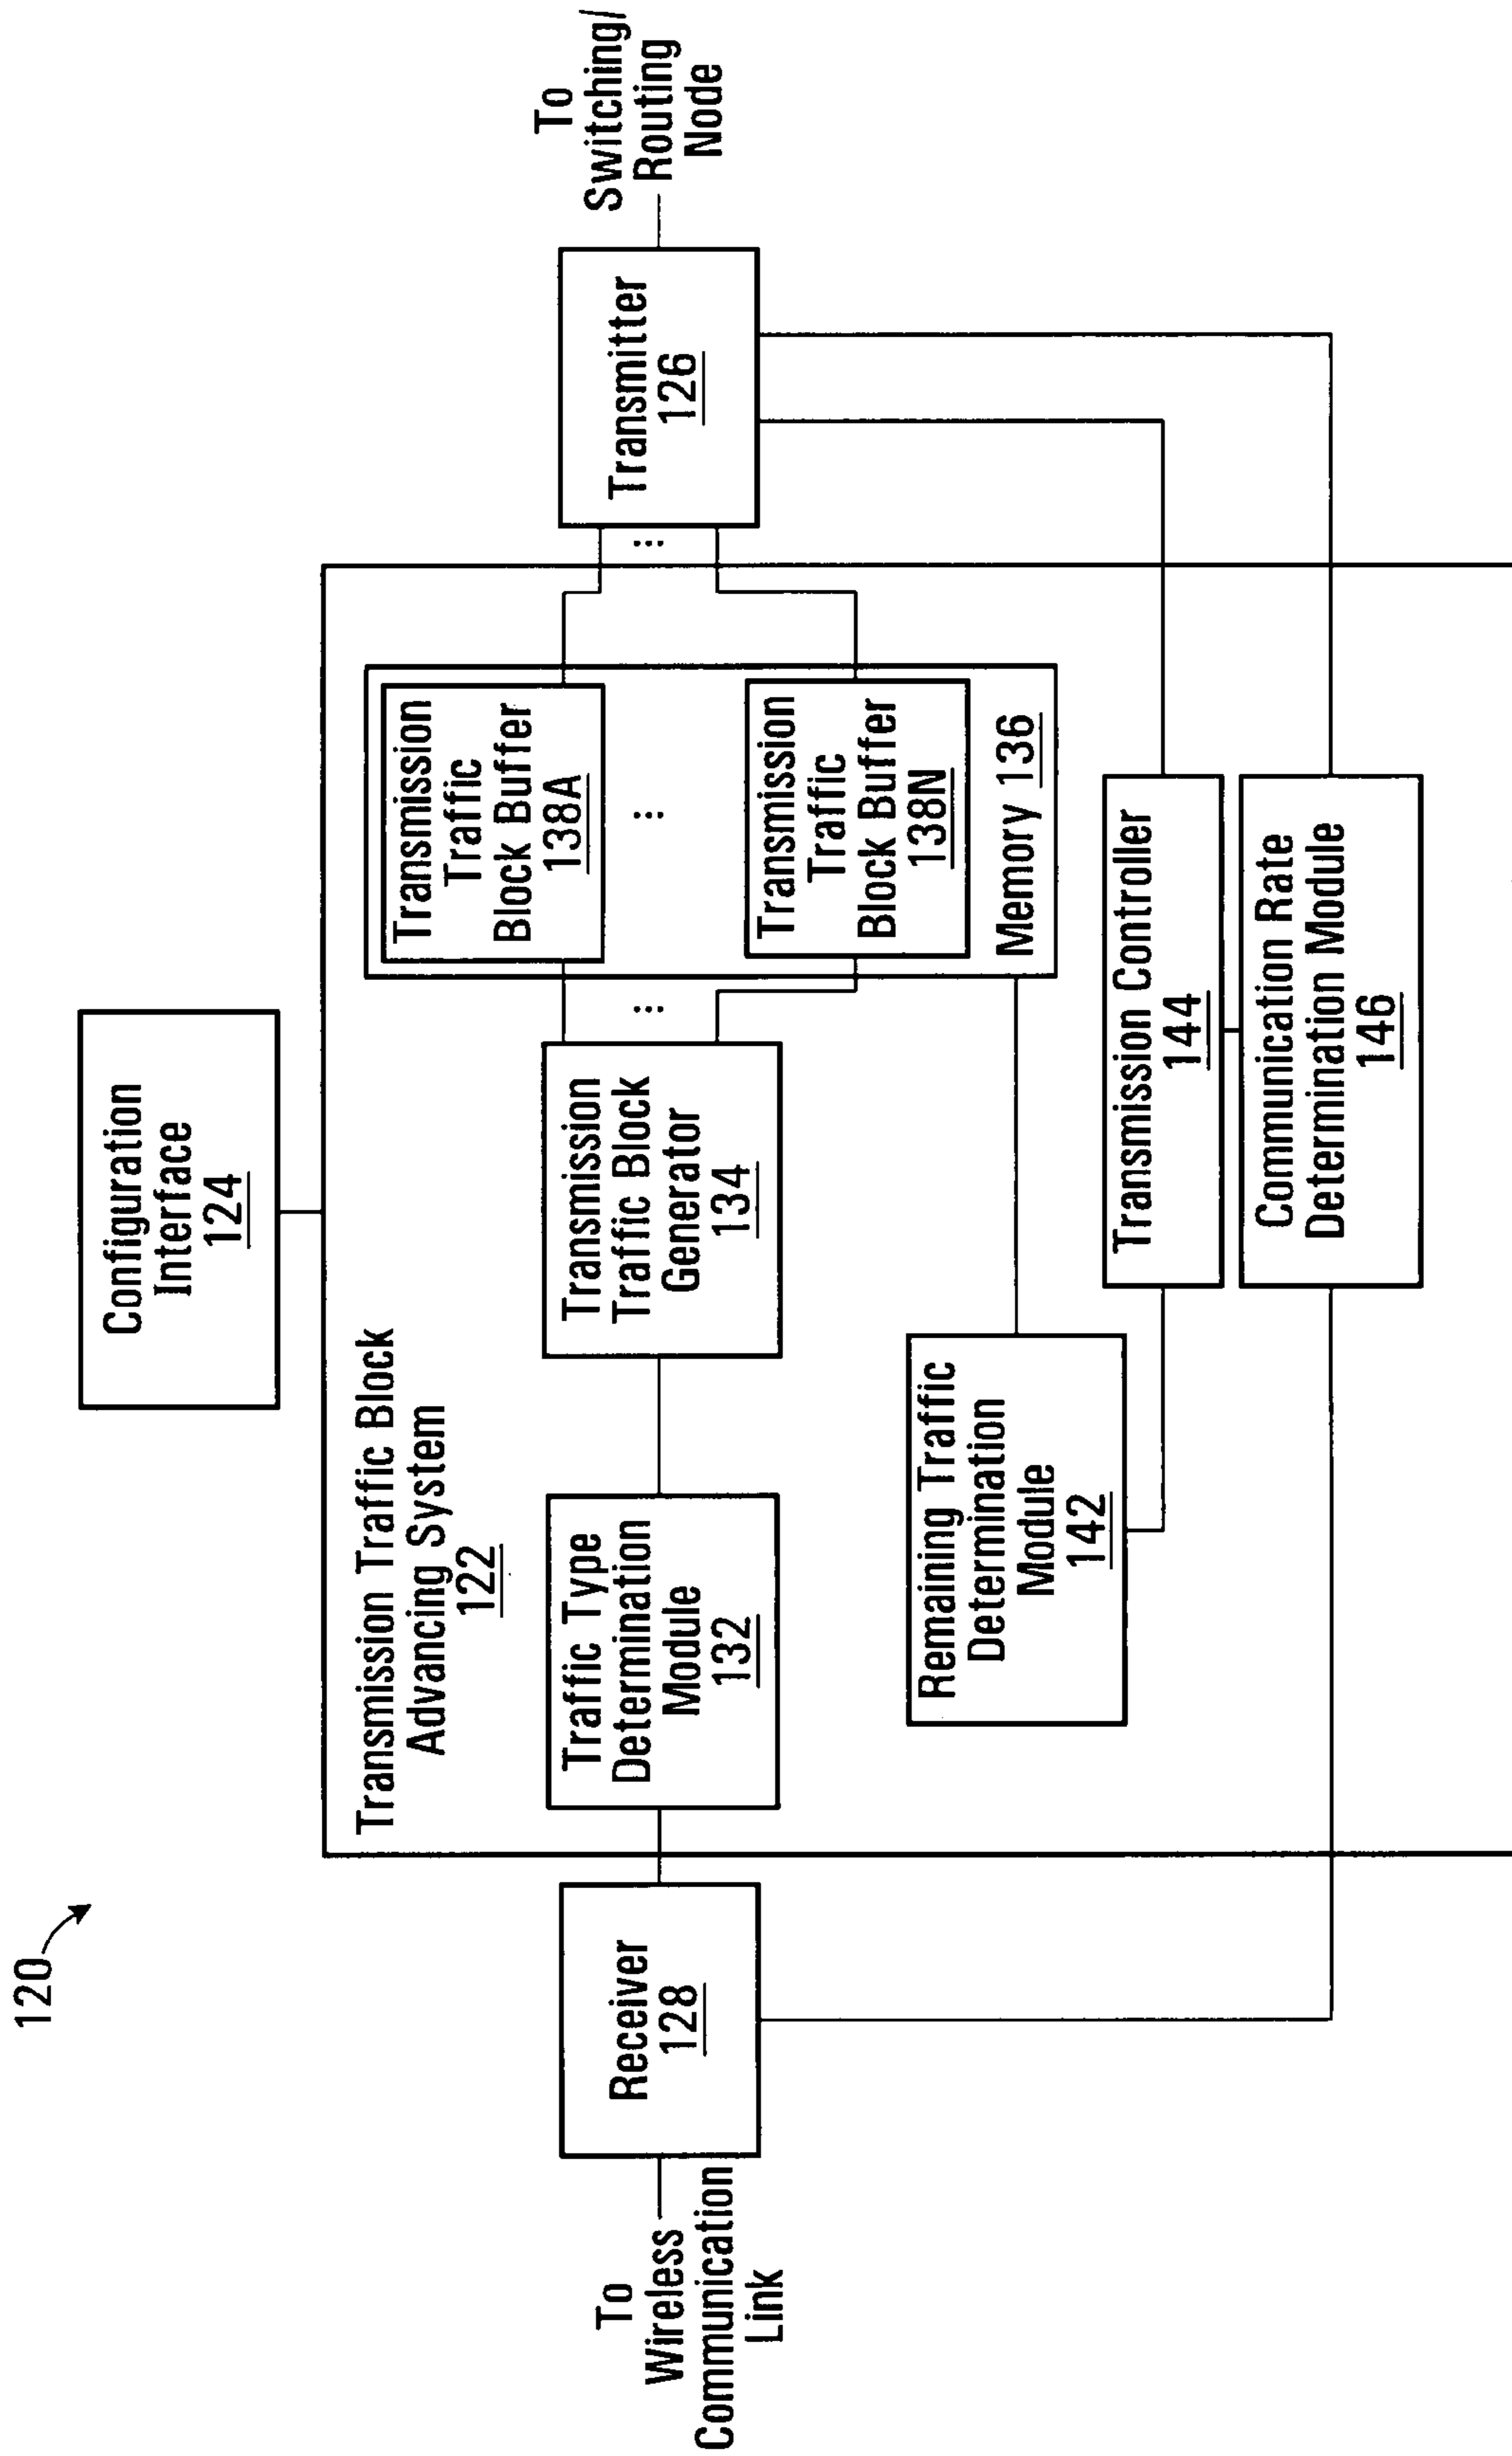 120
Configuration
Interface
124
Transmission Traffic Block
Advancing System
122
To
Wireless
Communication
Link
Receiver
128
Traffic Type
Determination
Module
132
Transmission
Traffic Block
Generator
134
Transmission
Traffic
Block Buffer
138A
Transmission
Traffic
Block Buffer
138N
Memory 136
Transmitter
126
To
Switching/
Routing
Node
Remaining Traffic
Determination
Module
142
Transmission Controller
144
Communication Rate
Determination Module
146